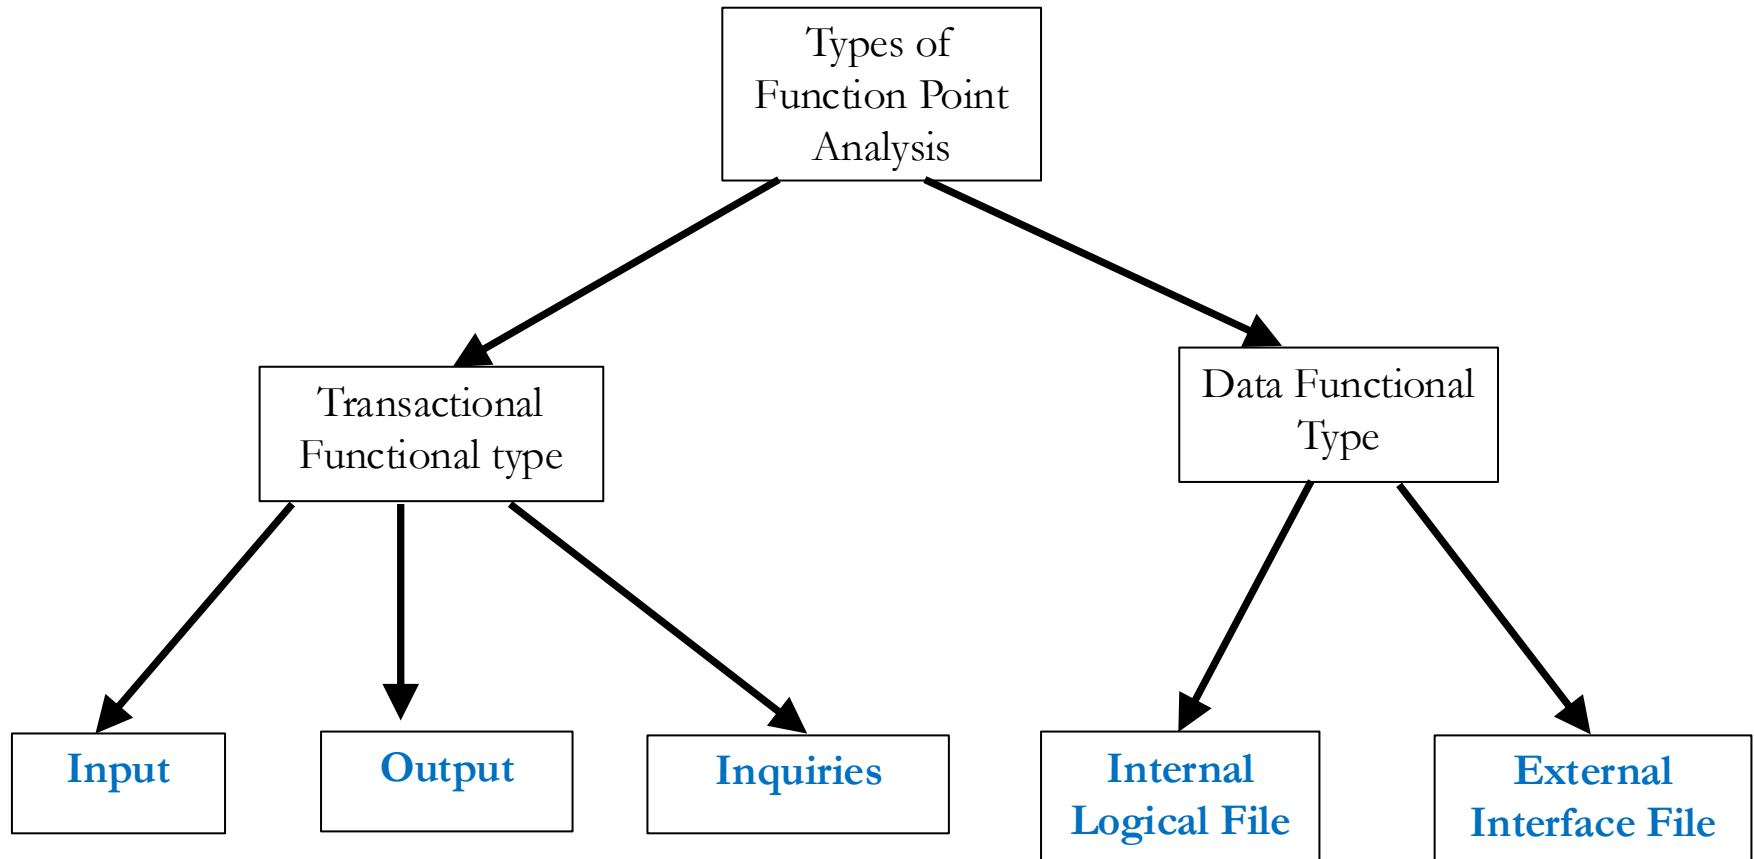 Types of
Function Point
Analysis
Transactional
Functional type
Data Functional
Type
Input
Output
Inquiries
Internal
Logical File
External
Interface File